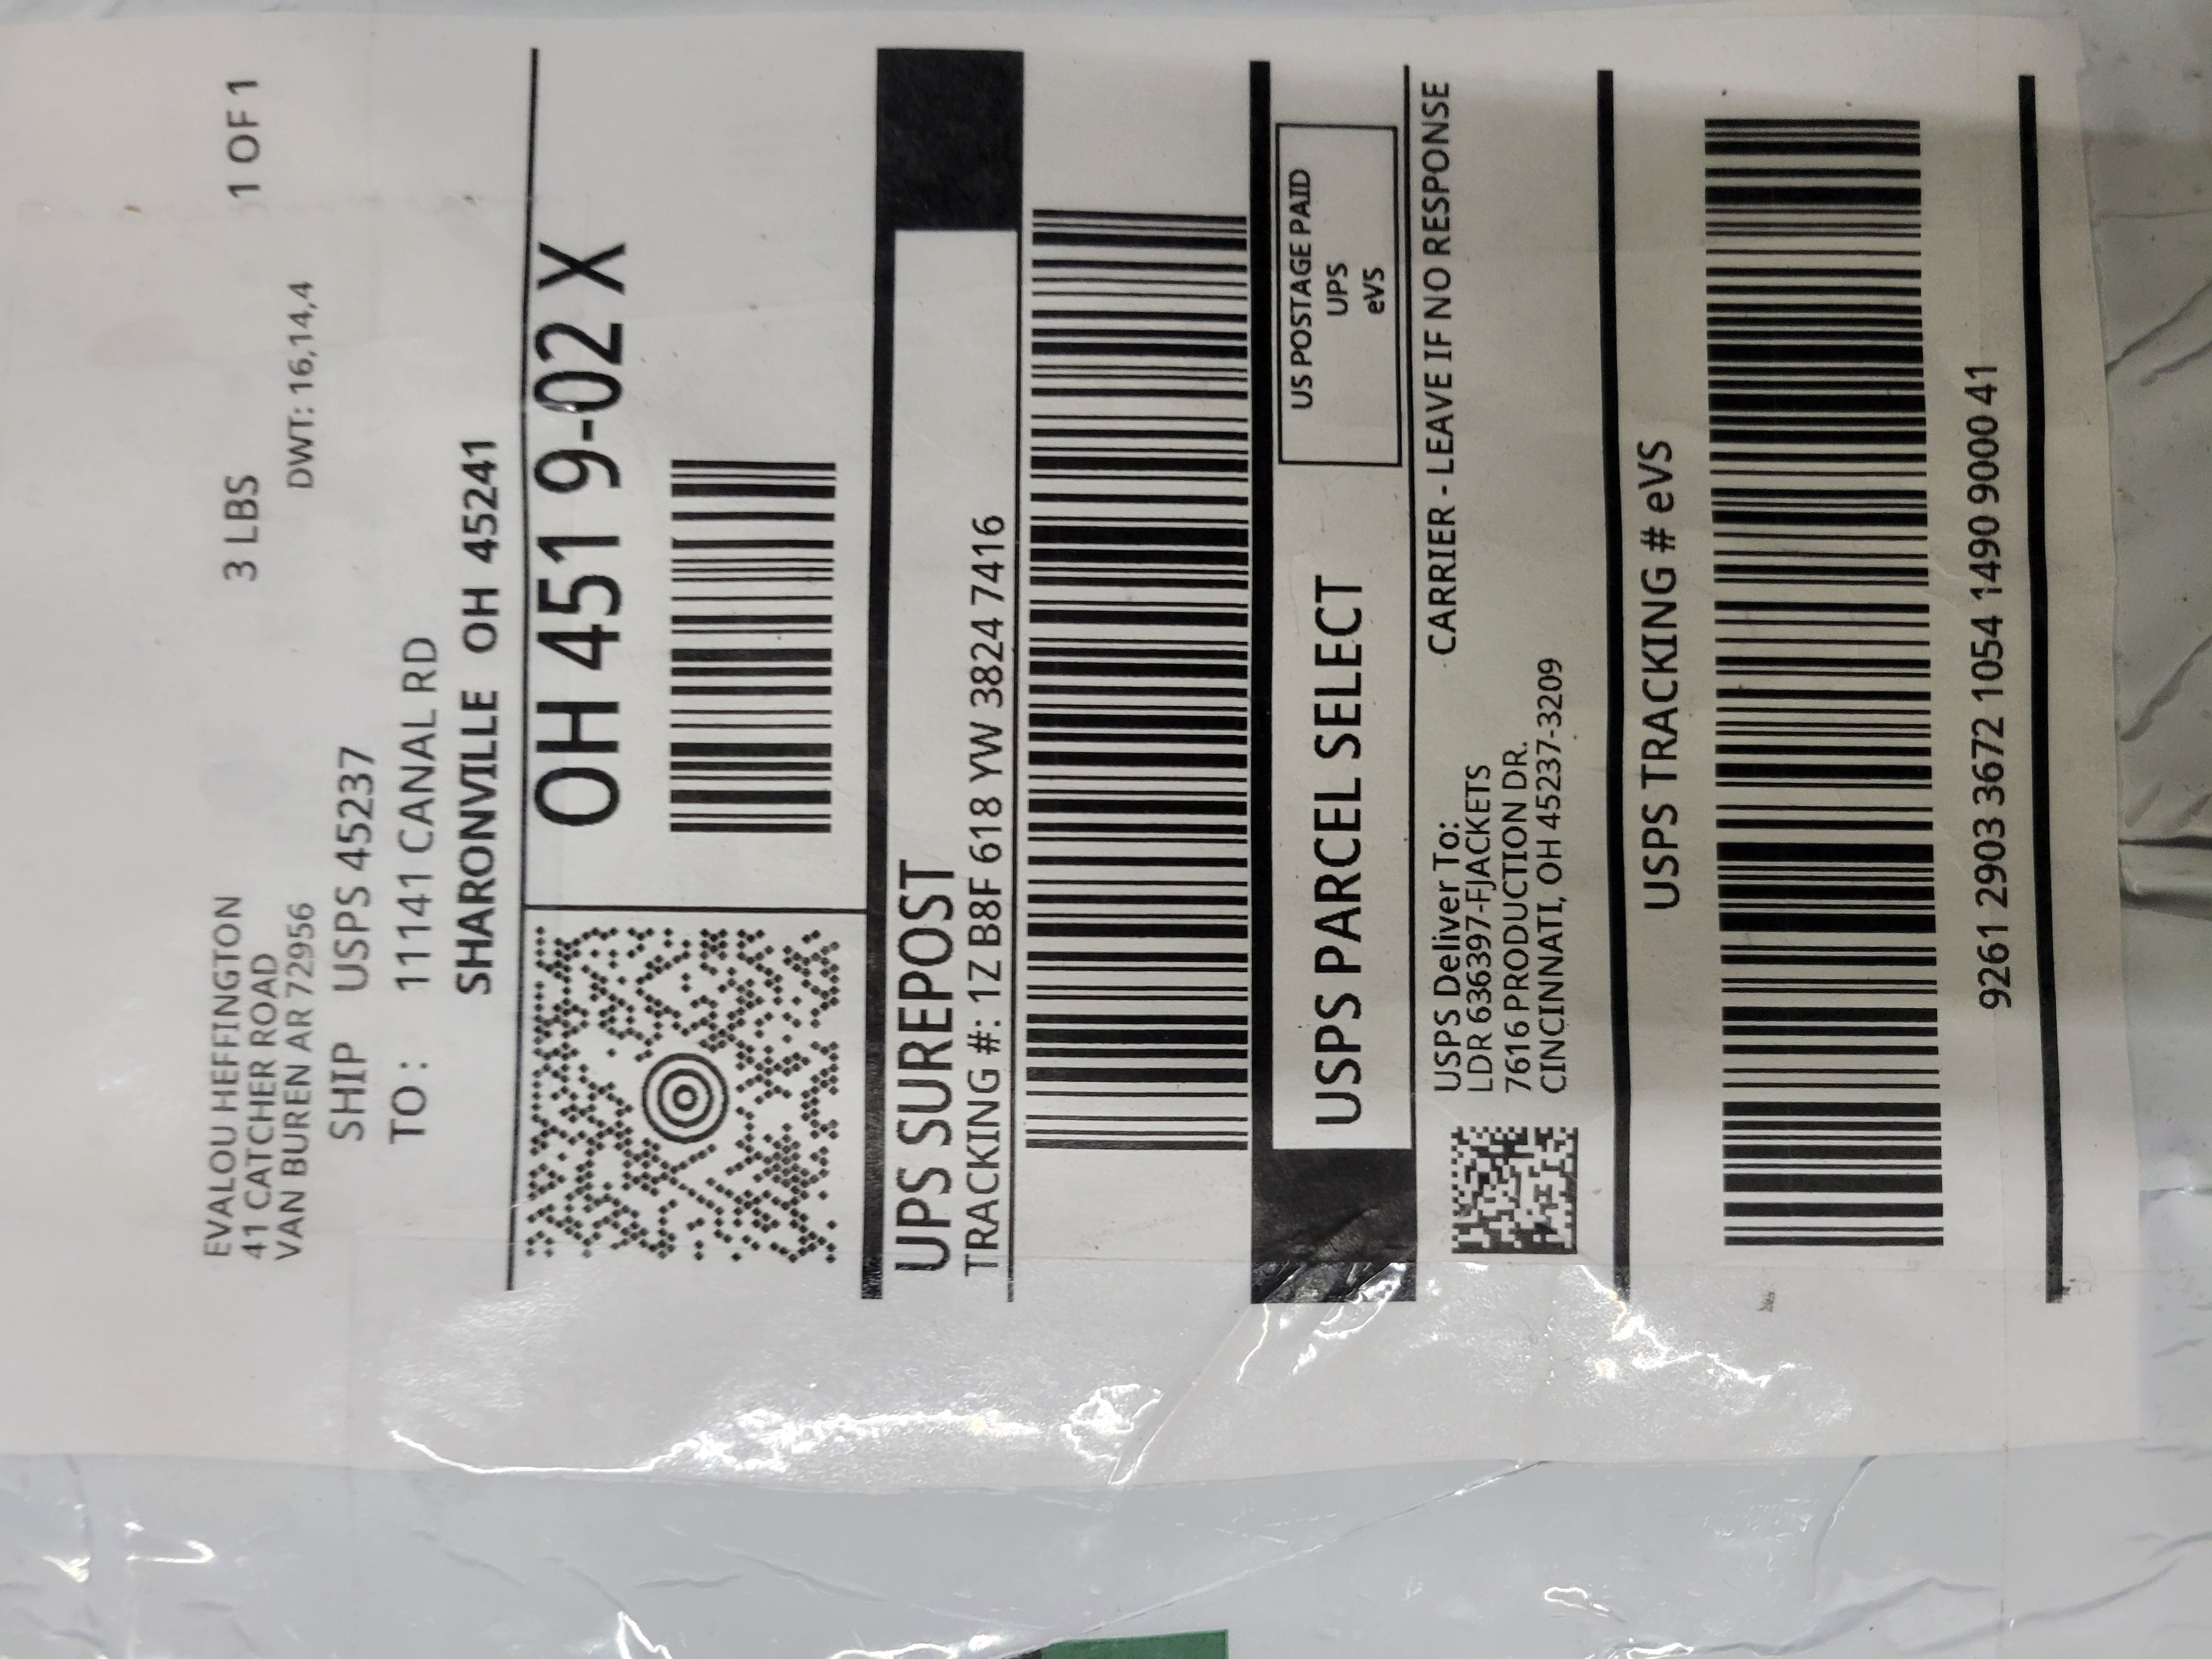 EVALOU HEFFINGTON
41 CATCHER ROAD
VAN BUREN AR 72956
3 LBS
1 OF 1
DWT: 16,14,4
SHIP USPS 45237
TO: 11141 CANAL RD
SHARONVILLE OH 45241
OH 451 9-02 X
UPS SUREPOST
TRACKING #: 1Z B8F 618 YW 3824 7416
USPS PARCEL SELECT
US POSTAGE PAID
UPS
eVS
CARRIER - LEAVE IF NO RESPONSE
USPS Deliver To:
LDR 636397-FJACKETS
7616 PRODUCTION DR.
CINCINNATI, OH 45237-3209
USPS TRACKING # eVS
9261 2903 3672 1054 1490 9000 41